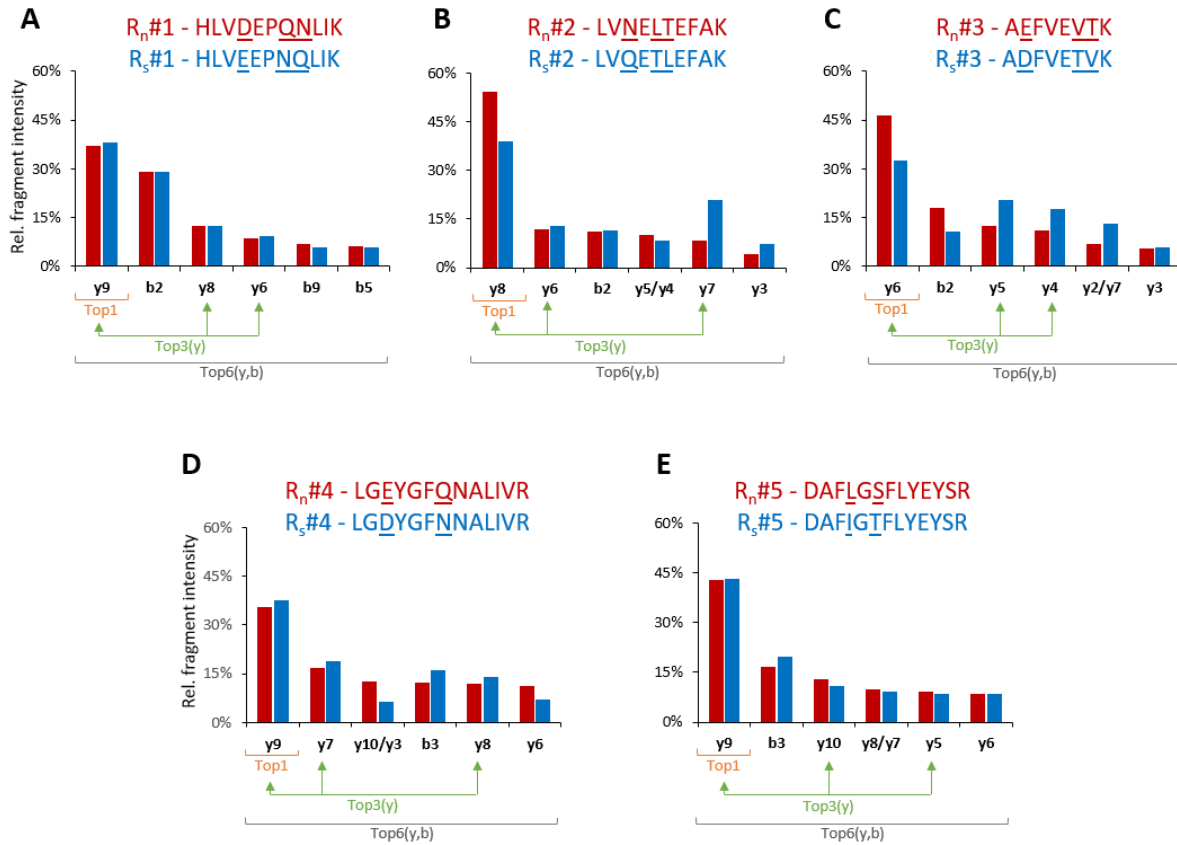 A
Rn#1 - HLVDEPQNLIK
Rs#1 - HLVEEPNQLIK
Rel. fragment intensity
60%
45%
30%
15%
0%
y9 b2 y8 y6 b9 b5
Top1
Top3(y)
Top6(y,b)
B
Rn#2 - LVNELTEFAK
Rs#2 - LVQETLEFAK
60%
45%
30%
15%
0%
y8 y6 b2 y5/y4 y7 y3
Top1
Top3(y)
Top6(y,b)
C
Rn#3 - AEFVEVTK
Rs#3 - ADFVETVK
60%
45%
30%
15%
0%
y6 b2 y5 y4 y2/y7 y3
Top1
Top3(y)
Top6(y,b)
D
Rn#4 - LGEYGFQNALIVR
Rs#4 - LGDYGFNNALIVR
Rel. fragment intensity
60%
45%
30%
15%
0%
y9 y7 y10/y3 b3 y8 y6
Top1
Top3(y)
Top6(y,b)
E
Rn#5 - DAFLGSFLYEYSR
Rs#5 - DAFIGTFLYEYSR
60%
45%
30%
15%
0%
y9 b3 y10 y8/y7 y5 y6
Top1
Top3(y)
Top6(y,b)